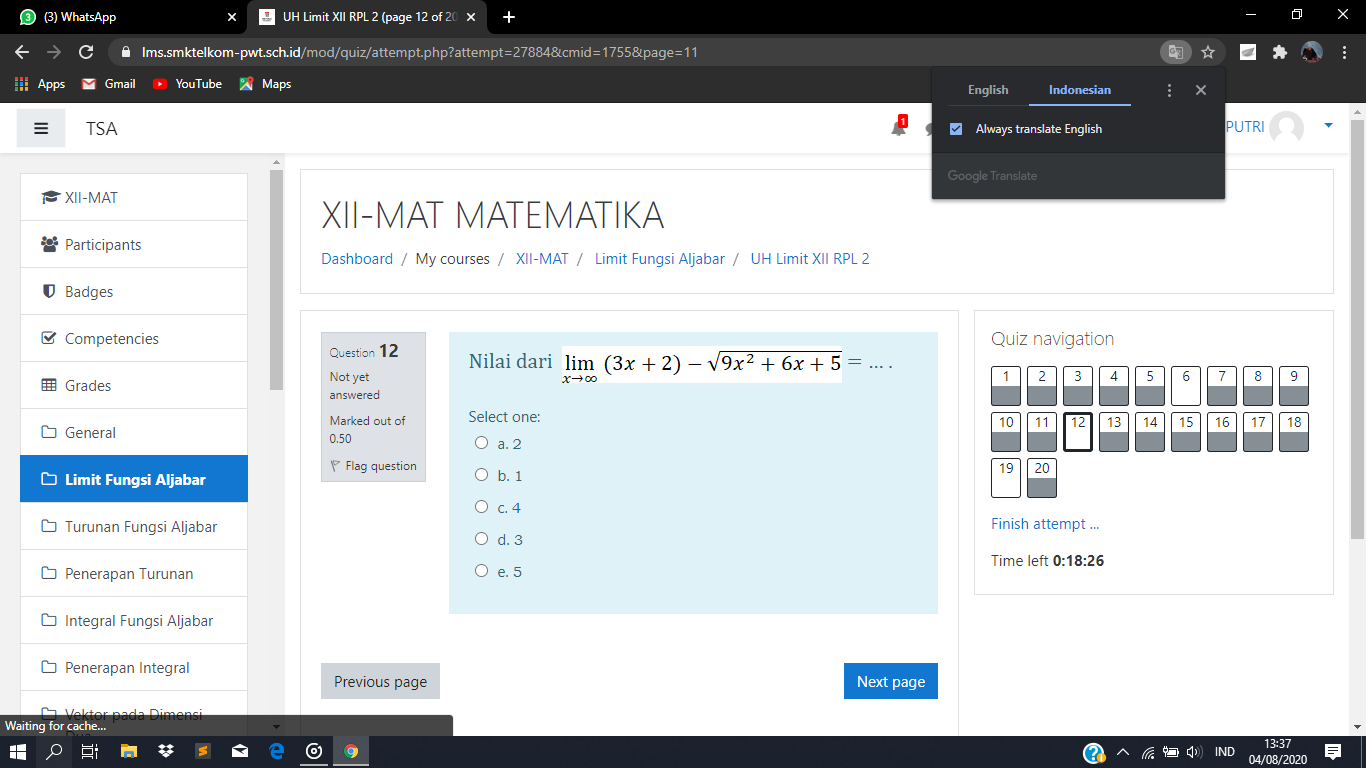 (3) WhatsApp
UH Limit XII RPL 2 (page 12 of 20
lms.smktelkom-pwt.sch.id/mod/quiz/attempt.php?attempt=27884&cmid=1755&page=11
Apps Gmail YouTube Maps
English Indonesian
Always translate English
Google Translate
TSA
1
PUTRI
XII-MAT
Participants
Badges
Competencies
Grades
General
Limit Fungsi Aljabar
Turunan Fungsi Aljabar
Penerapan Turunan
Integral Fungsi Aljabar
Penerapan Integral
Vektor pada Dimensi
XII-MAT MATEMATIKA
Dashboard / My courses / XII-MAT / Limit Fungsi Aljabar / UH Limit XII RPL 2
Question 12
Not yet
answered
Marked out of
0.50
Flag question
Nilai dari lim x→∞ (3x + 2) − √9x² + 6x + 5 = ... .
Select one:
a. 2
b. 1
c. 4
d. 3
e. 5
Previous page
Next page
Quiz navigation
1 2 3 4 5 6 7 8 9
10 11 12 13 14 15 16 17 18
19 20
Finish attempt ...
Time left 0:18:26
Waiting for cache...
IND
13:37
04/08/2020